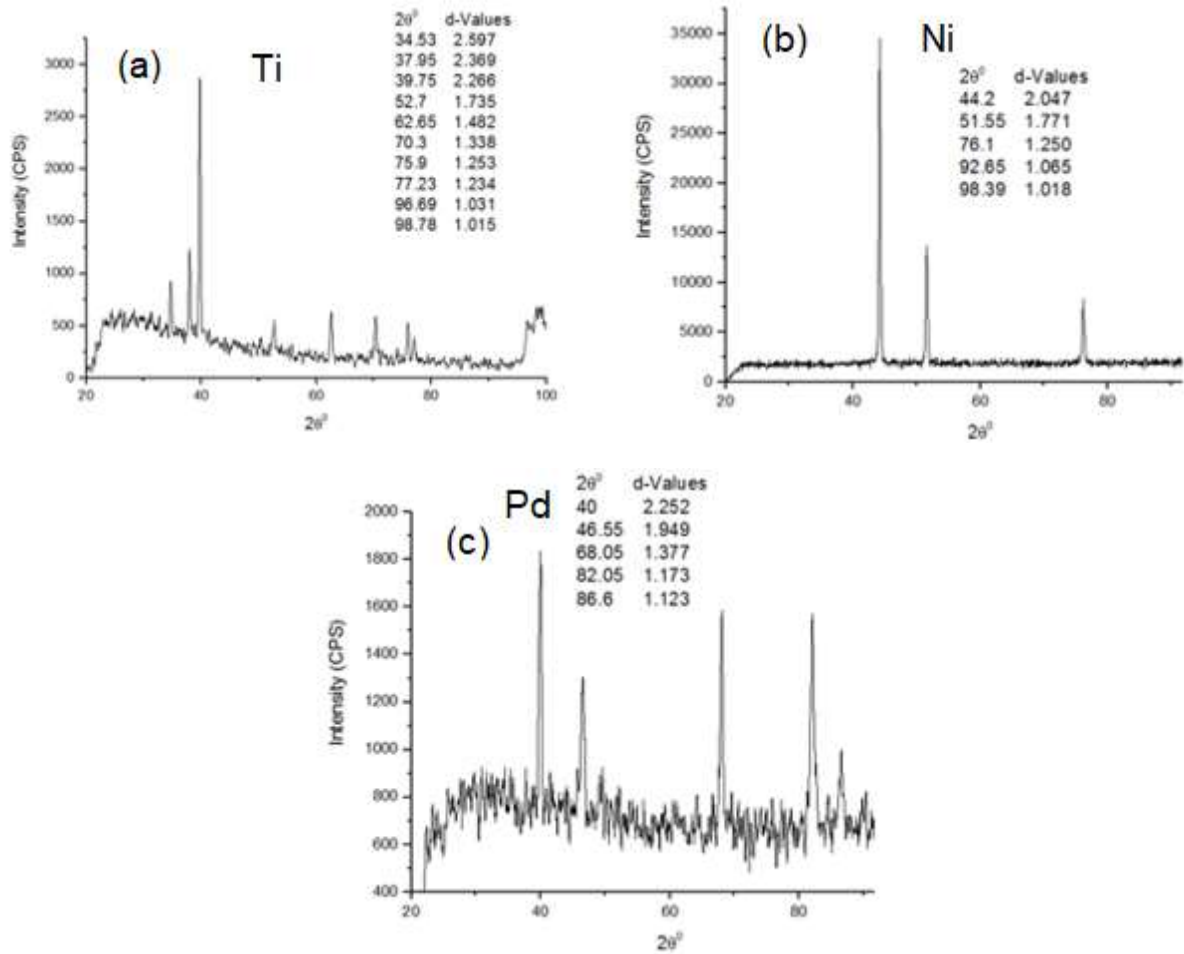 (a)
Ti
2θ⁰ d-Values
34.53 2.597
37.95 2.369
39.75 2.266
52.7 1.735
62.65 1.482
70.3 1.338
75.9 1.253
77.23 1.234
96.69 1.031
98.78 1.015
Intensity (CPS)
3000
2500
2000
1500
1000
500
0
20 40 60 80 100
2θ⁰
(b)
Ni
2θ⁰ d-Values
44.2 2.047
51.55 1.771
76.1 1.250
92.65 1.065
98.39 1.018
Intensity (CPS)
35000
30000
25000
20000
15000
10000
5000
0
20 40 60 80
2θ⁰
(c)
Pd
2θ⁰ d-Values
40 2.252
46.55 1.949
68.05 1.377
82.05 1.173
86.6 1.123
Intensity (CPS)
2000
1800
1600
1400
1200
1000
800
600
400
20 40 60 80
2θ⁰